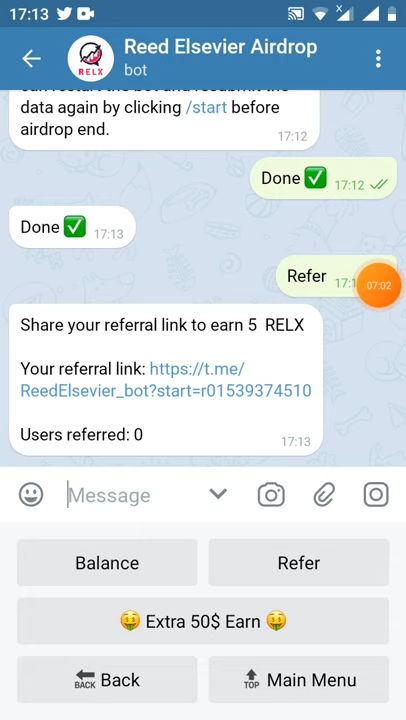 17:13
Reed Elsevier Airdrop
bot
RELX
data again by clicking /start before
airdrop end.
17:12
Done ✅ 17:12
Done ✅ 17:13
Refer
07:02
Share your referral link to earn 5 RELX
Your referral link: https://t.me/
ReedElsevier_bot?start=r01539374510
Users referred: 0
17:13
Message
Balance
Refer
🤑 Extra 50$ Earn 🤑
BACK Back
TOP Main Menu